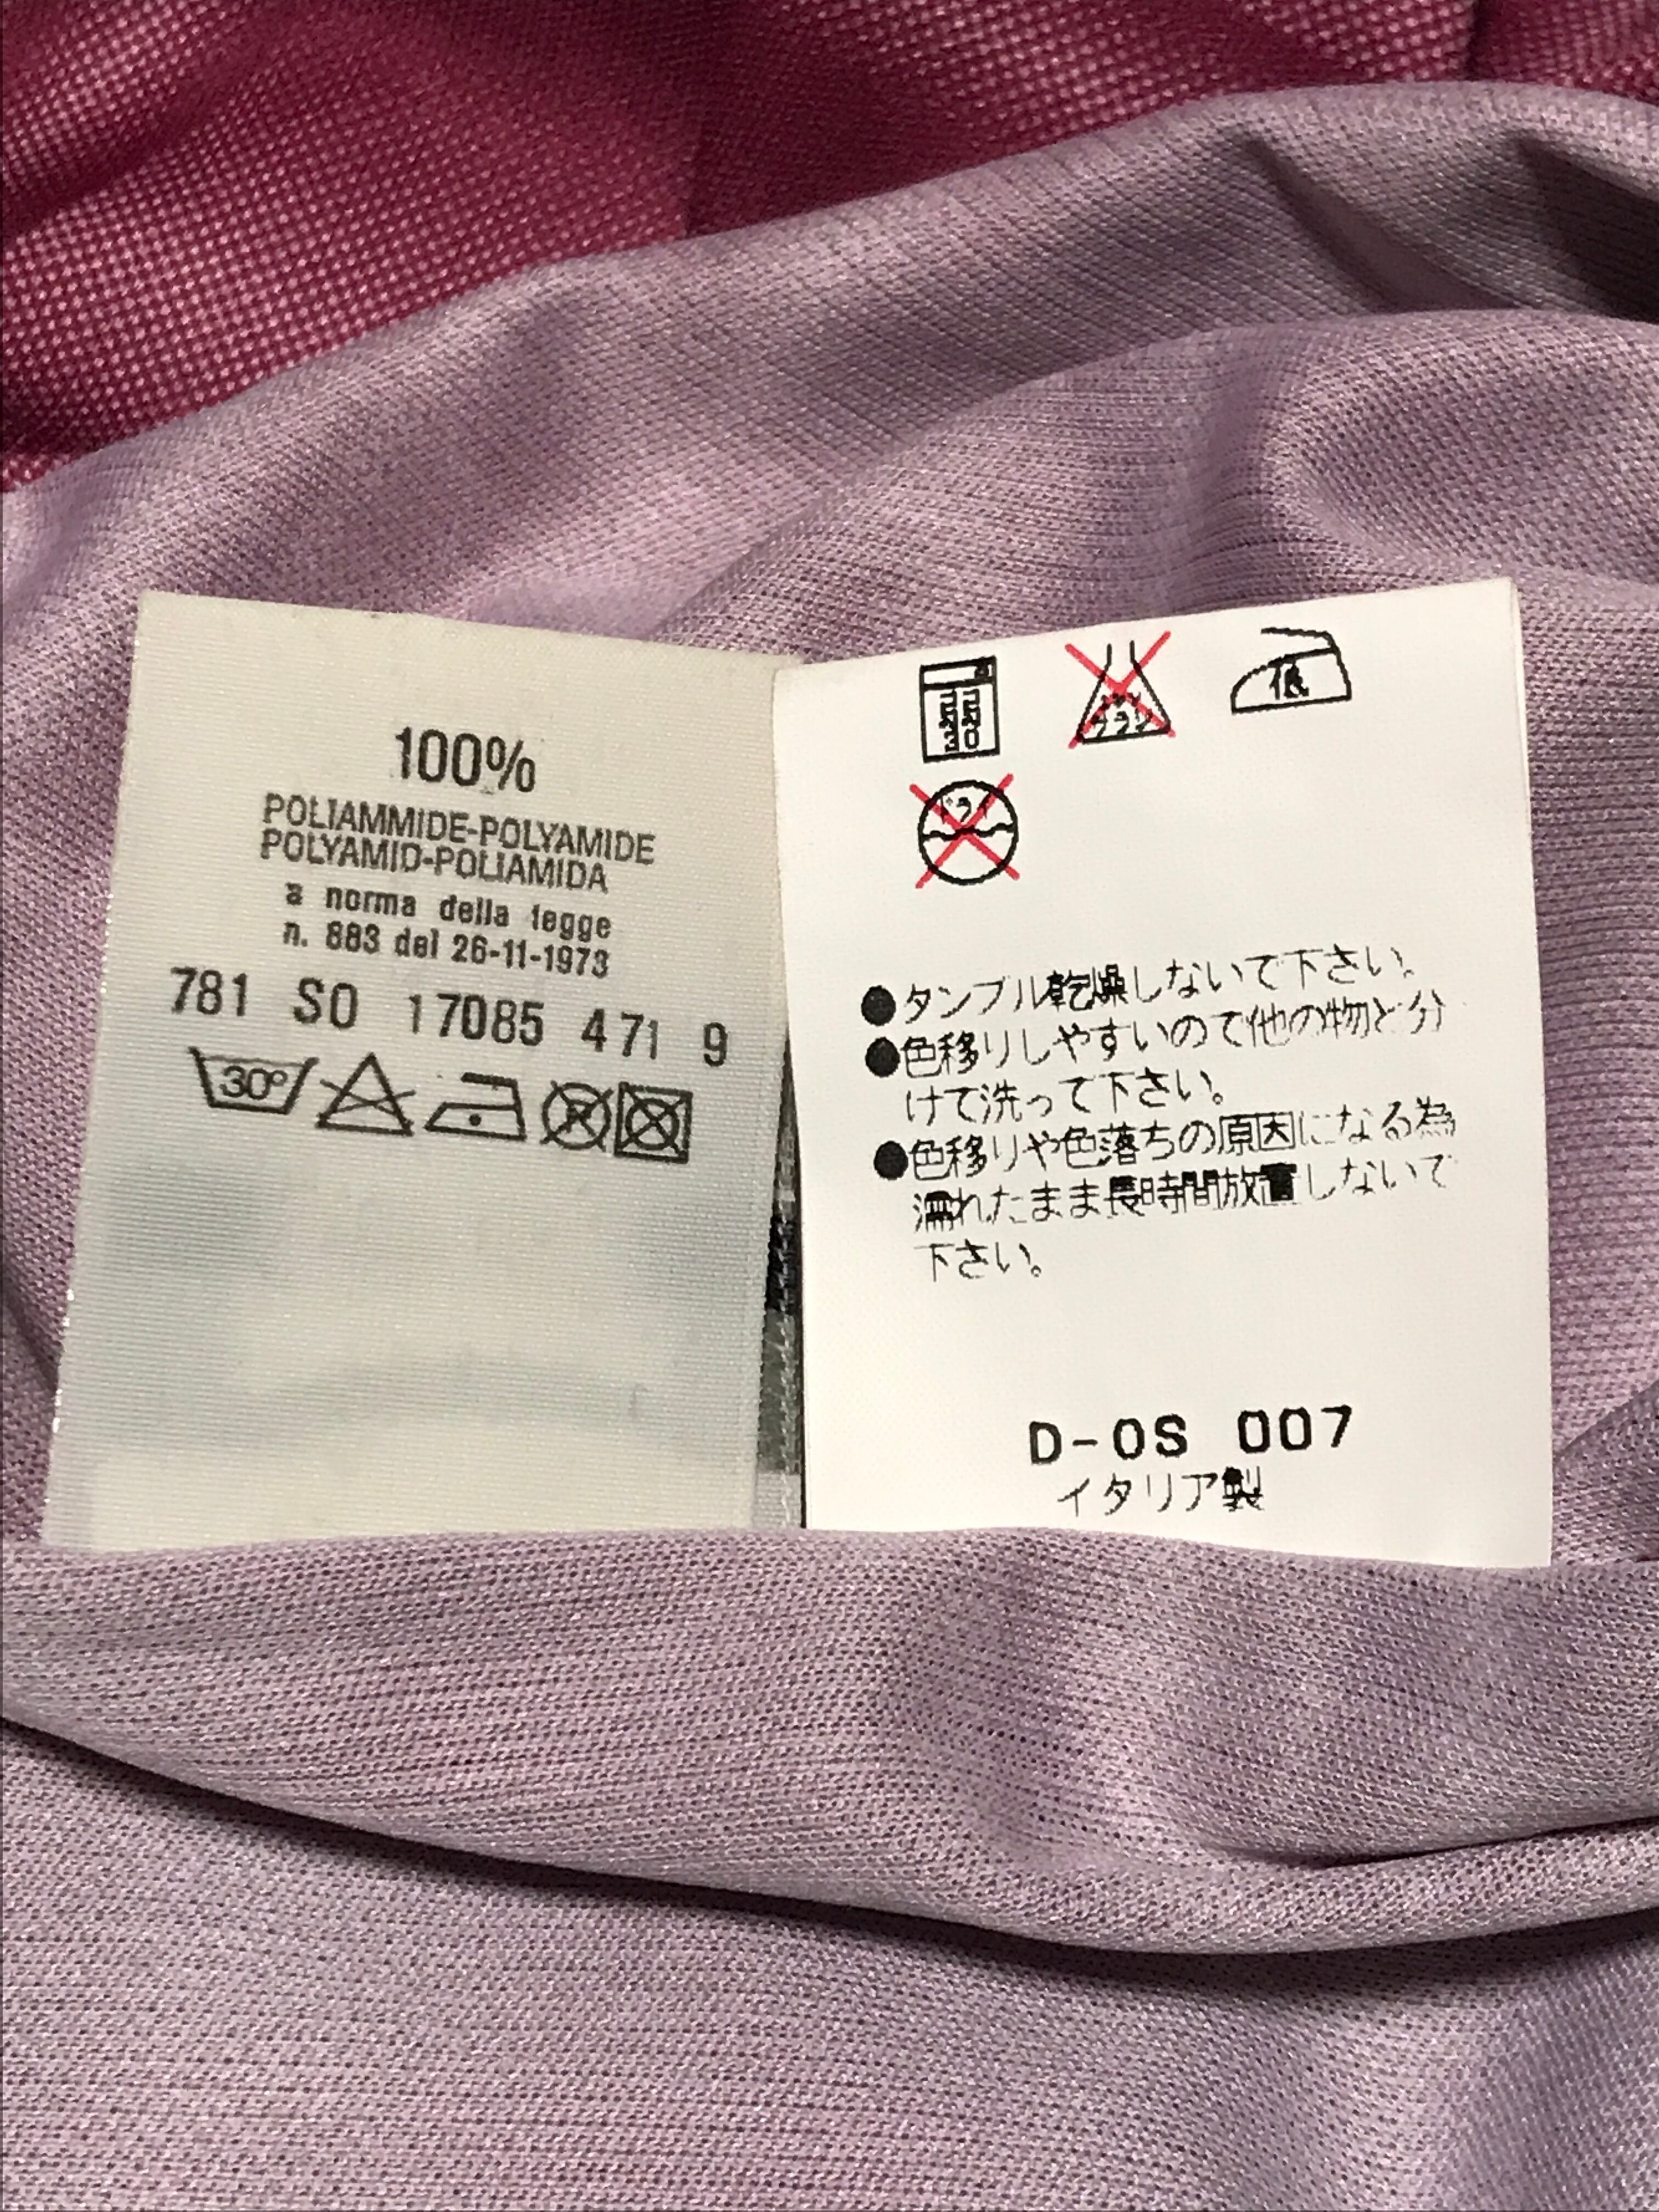 100%
POLIAMMIDE-POLYAMIDE
POLYAMID-POLIAMIDA
a norma della legge
n. 883 del 26-11-1973
781 SO 17085 471 9
30°
P
低
●タンブル乾燥しないで下さい。
●色移りしやすいので他の物と分
けて洗って下さい。
●色移りや色落ちの原因になる為
濡れたまま長時間放置しないで
下さい。
D-OS 007
イタリア製